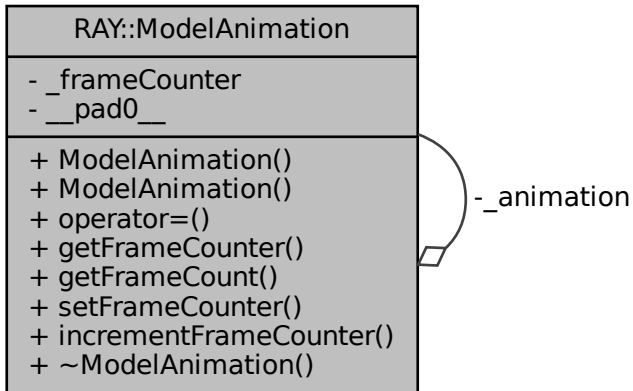 RAY::ModelAnimation
- _frameCounter
- __pad0__
+ ModelAnimation()
+ ModelAnimation()
+ operator=()
+ getFrameCounter()
+ getFrameCount()
+ setFrameCounter()
+ incrementFrameCounter()
+ ~ModelAnimation()
-_animation